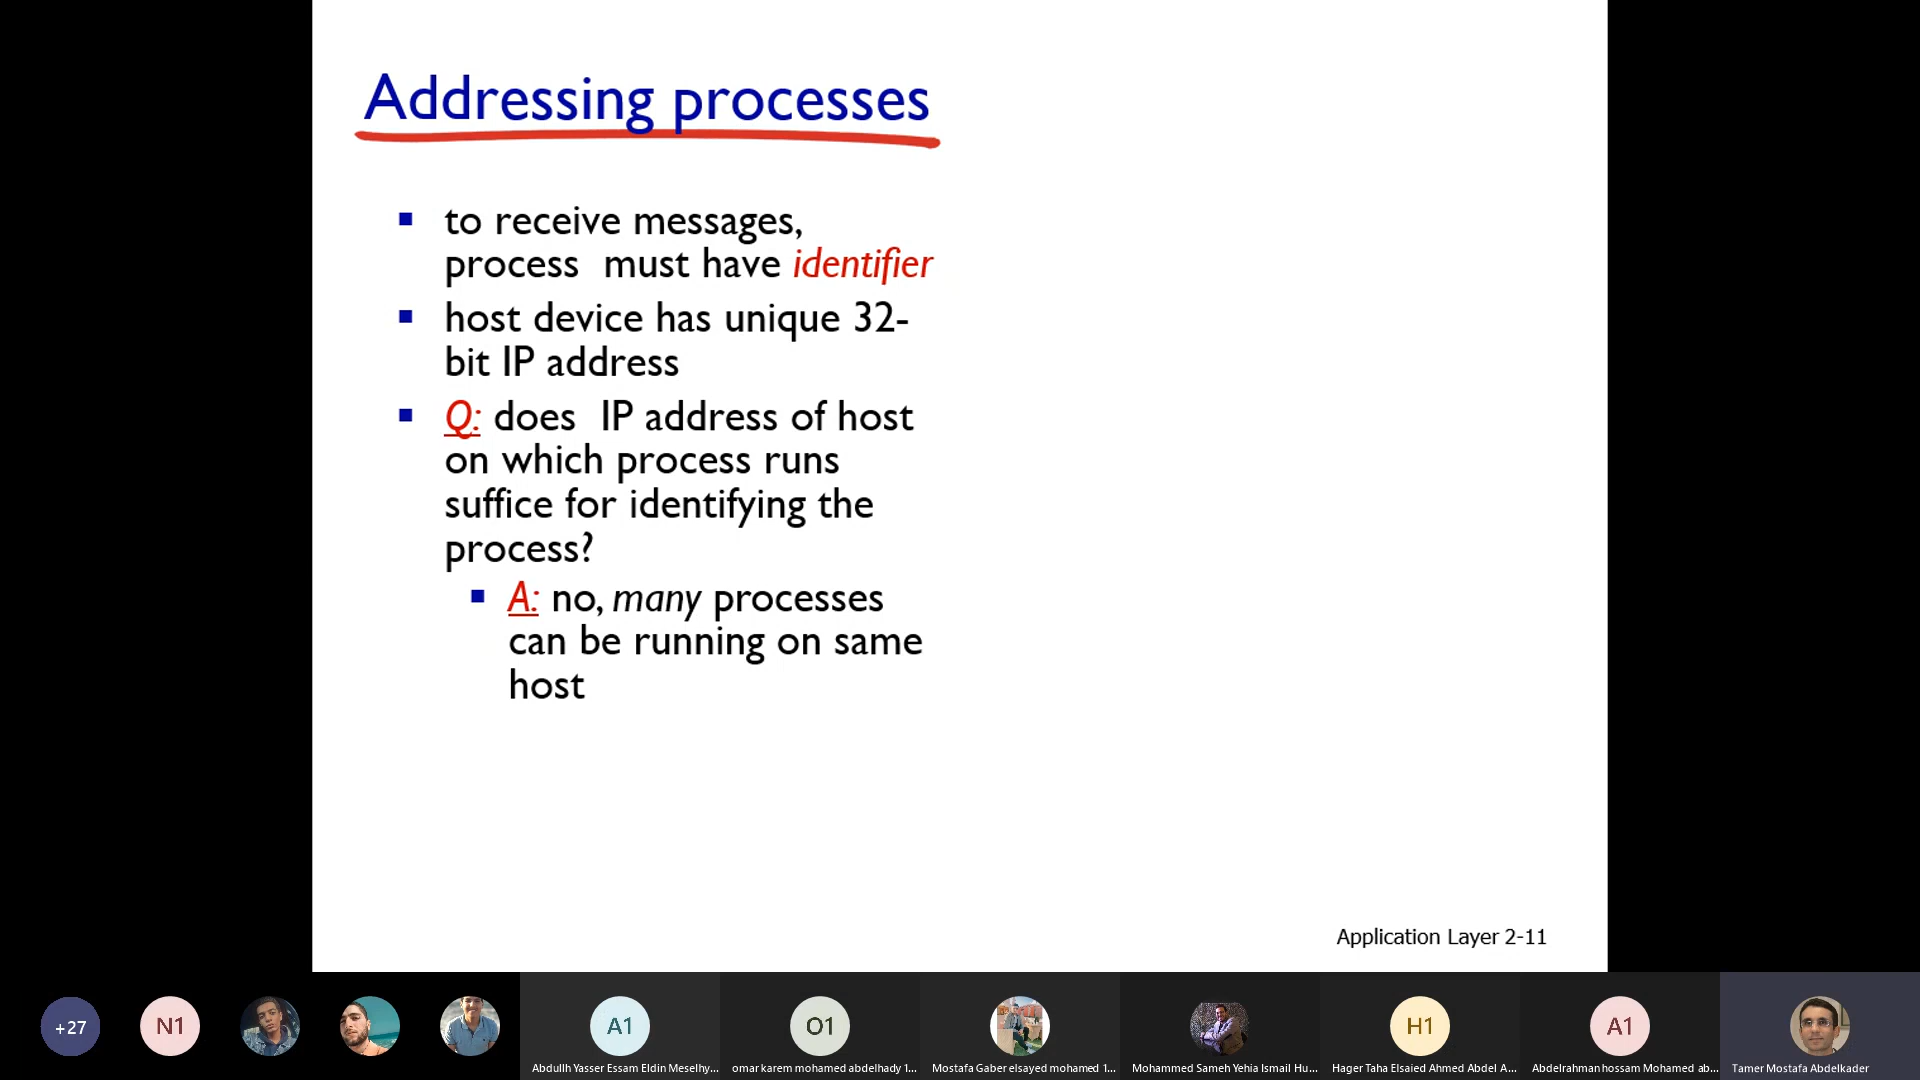 Addressing processes
to receive messages,
process must have identifier
host device has unique 32-
bit IP address
Q: does IP address of host
on which process runs
suffice for identifying the
process?
A: no, many processes
can be running on same
host
Application Layer 2-11
+27
N1
A1
O1
H1
A1
Abdullh Yasser Essam Eldin Meselhy...
omar karem mohamed abdelhady 1...
Mostafa Gaber elsayed mohamed 1...
Mohammed Sameh Yehia Ismail Hu...
Hager Taha Elsaied Ahmed Abdel A...
Abdelrahman hossam Mohamed ab...
Tamer Mostafa Abdelkader